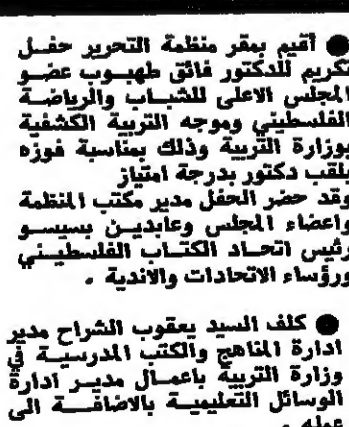 ● أقيم بمقر منظمة التحرير حفل
تكريم للدكتور فائق طهبوب عضو
المجلس الاعلى للشباب والرياضة
الفلسطيني وموجه التربية الكشفية
بوزارة التربية وذلك بمناسبة فوزه
بلقب دكتور بدرجة امتياز
وقد حضر الحفل مدير مكتب المنظمة
واعضاء المجلس وعابدين بسيسو
رئيس اتحاد الكتاب الفلسطيني
ورؤساء الاتحادات والاندية .
● كلف السيد يعقوب الشراح مدير
ادارة المناهج والكتب المدرسية في
وزارة التربية باعمال مدير ادارة
الوسائل التعليمية بالاضافة الى
عمله .